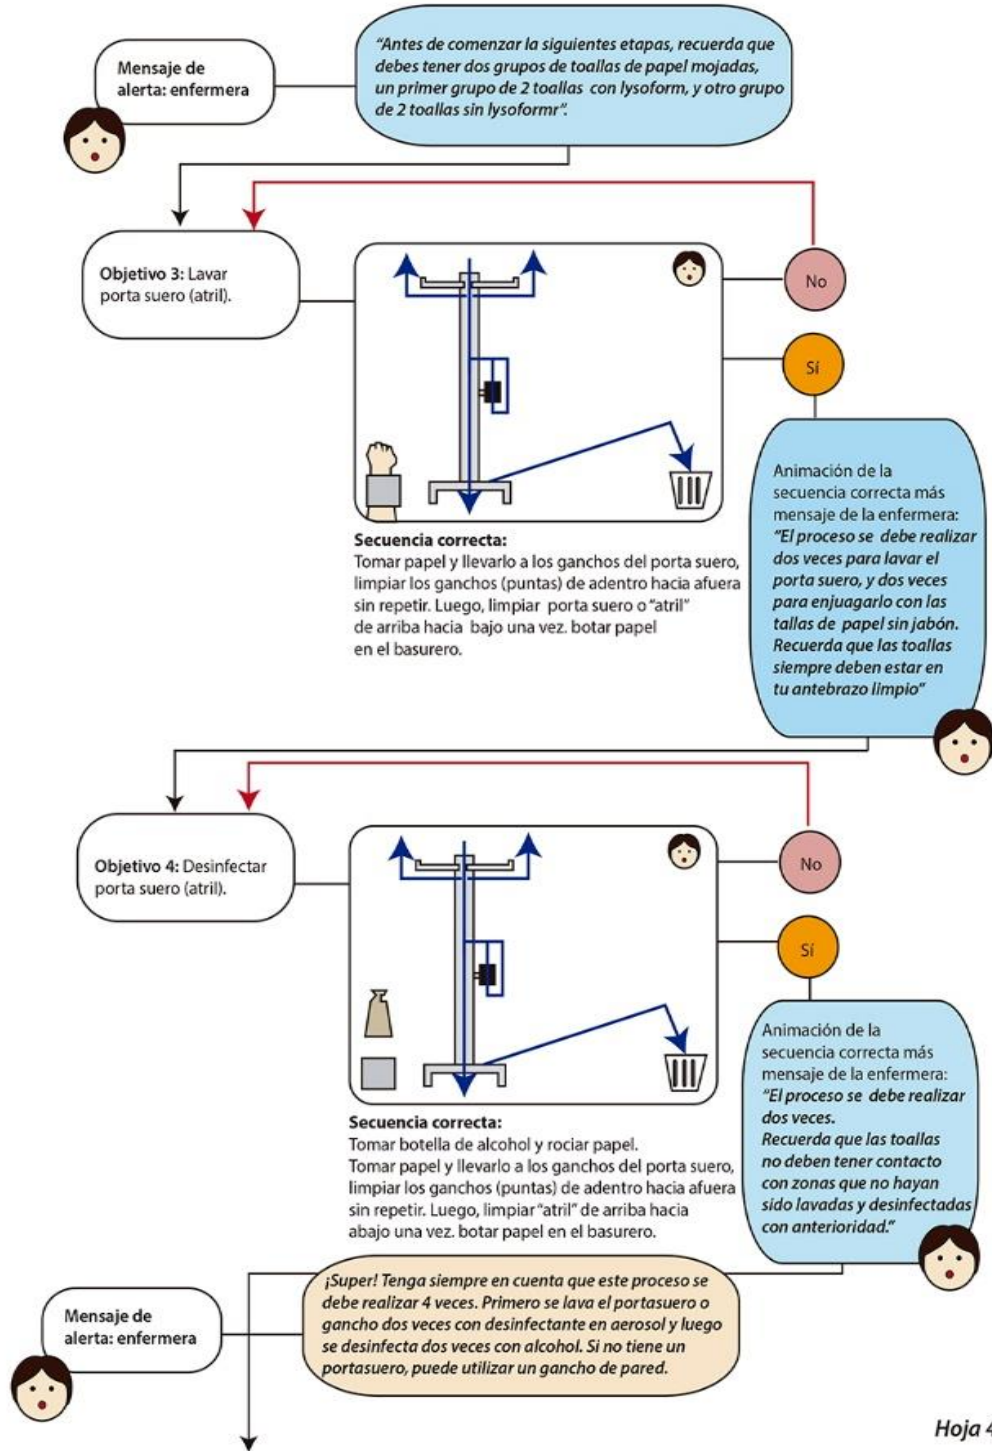 Mensaje de
alerta: enfermera
“Antes de comenzar la siguientes etapas, recuerda que
debes tener dos grupos de toallas de papel mojadas,
un primer grupo de 2 toallas con lysoform, y otro grupo
de 2 toallas sin lysoformr”.
Objetivo 3: Lavar
porta suero (atril).
No
Sí
Secuencia correcta:
Tomar papel y llevarlo a los ganchos del porta suero,
limpiar los ganchos (puntas) de adentro hacia afuera
sin repetir. Luego, limpiar porta suero o “atril”
de arriba hacia bajo una vez. botar papel
en el basurero.
Animación de la
secuencia correcta más
mensaje de la enfermera:
“El proceso se debe realizar
dos veces para lavar el
porta suero, y dos veces
para enjuagarlo con las
tallas de papel sin jabón.
Recuerda que las toallas
siempre deben estar en
tu antebrazo limpio”
Objetivo 4: Desinfectar
porta suero (atril).
No
Sí
Secuencia correcta:
Tomar botella de alcohol y rociar papel.
Tomar papel y llevarlo a los ganchos del porta suero,
limpiar los ganchos (puntas) de adentro hacia afuera
sin repetir. Luego, limpiar “atril” de arriba hacia
abajo una vez. botar papel en el basurero.
Animación de la
secuencia correcta más
mensaje de la enfermera:
“El proceso se debe realizar
dos veces.
Recuerda que las toallas
no deben tener contacto
con zonas que no hayan
sido lavadas y desinfectadas
con anterioridad.”
Mensaje de
alerta: enfermera
¡Super! Tenga siempre en cuenta que este proceso se
debe realizar 4 veces. Primero se lava el portasuero o
gancho dos veces con desinfectante en aerosol y luego
se desinfecta dos veces con alcohol. Si no tiene un
portasuero, puede utilizar un gancho de pared.
Hoja 4